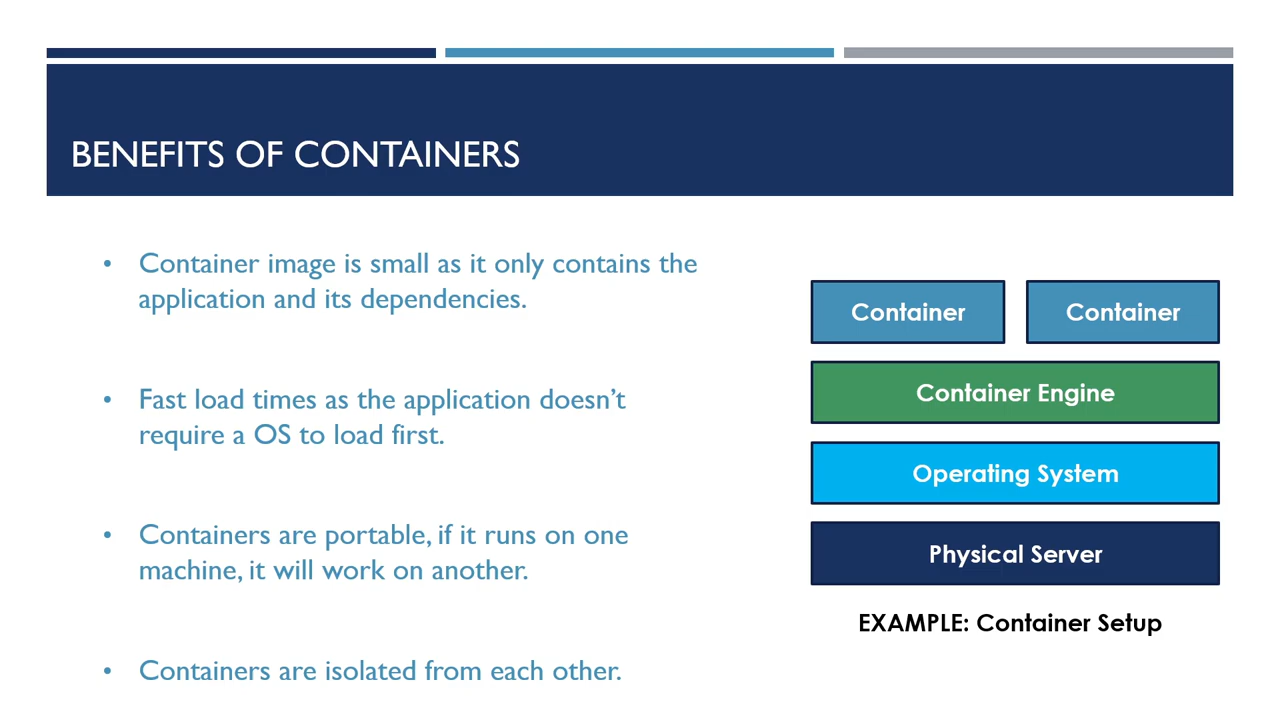 BENEFITS OF CONTAINERS
• Container image is small as it only contains the
application and its dependencies.
• Fast load times as the application doesn’t
require a OS to load first.
• Containers are portable, if it runs on one
machine, it will work on another.
• Containers are isolated from each other.
Container
Container
Container Engine
Operating System
Physical Server
EXAMPLE: Container Setup